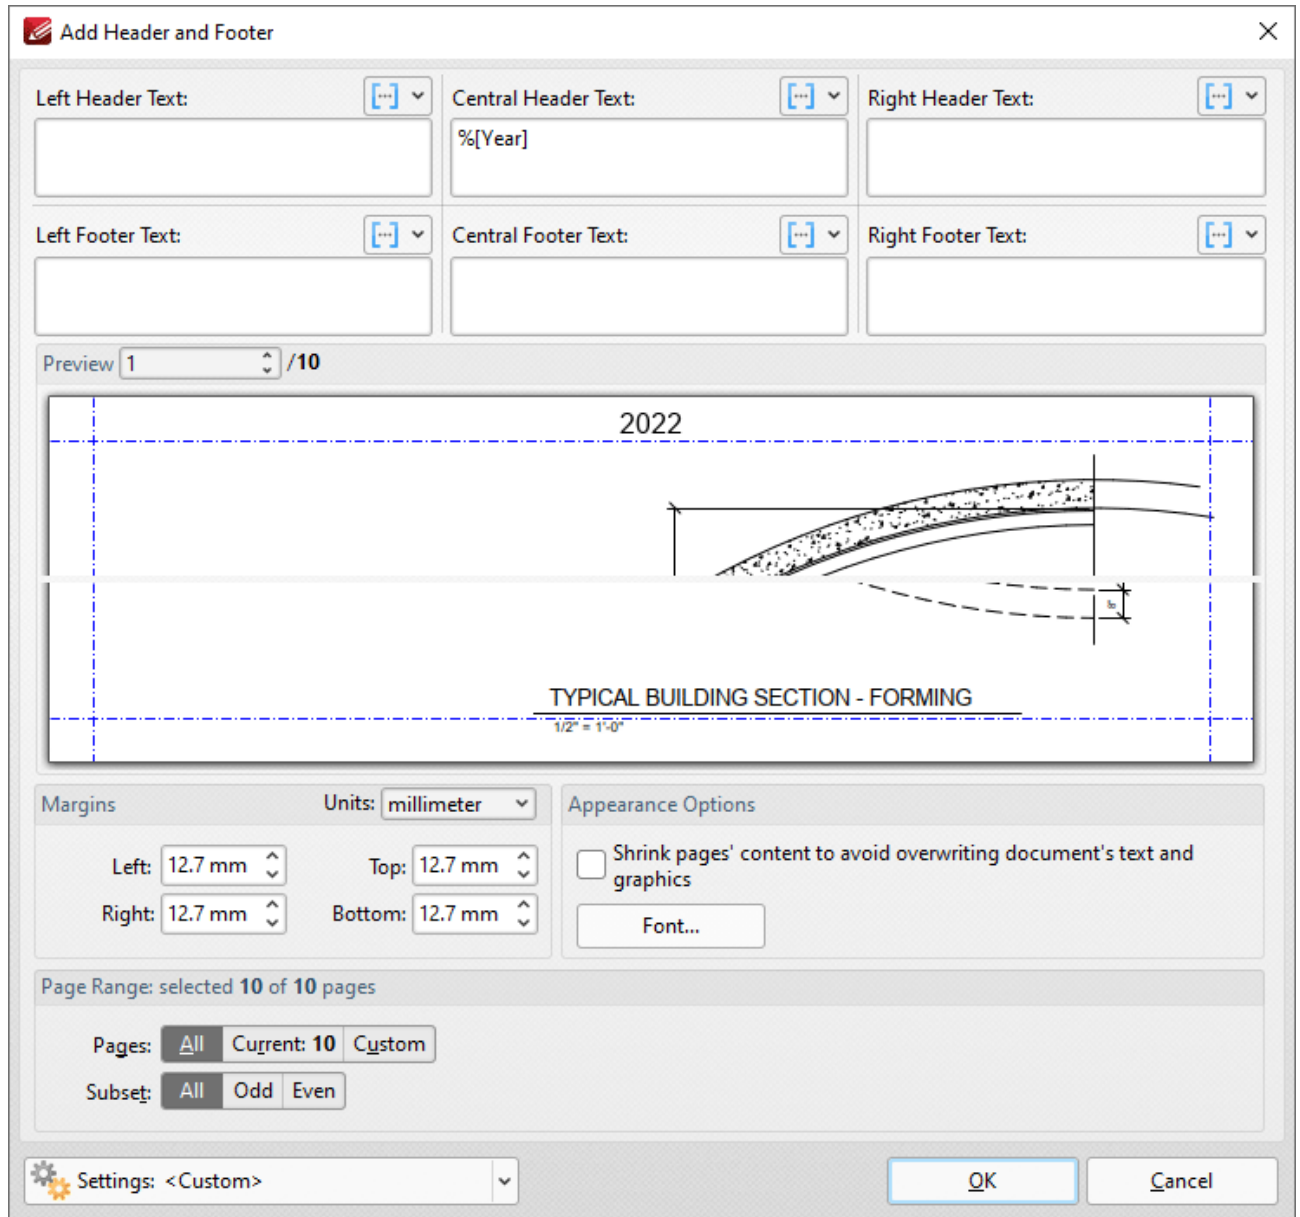 Add Header and Footer
Left Header Text:
Central Header Text:
Right Header Text:
%[Year]
Left Footer Text:
Central Footer Text:
Right Footer Text:
Preview 1 /10
2022
8"
TYPICAL BUILDING SECTION - FORMING
1/2" = 1'-0"
Margins
Units: millimeter
Appearance Options
Left: 12.7 mm
Top: 12.7 mm
Shrink pages' content to avoid overwriting document's text and
graphics
Right: 12.7 mm
Bottom: 12.7 mm
Font...
Page Range: selected 10 of 10 pages
Pages: All Current: 10 Custom
Subset: All Odd Even
Settings: <Custom>
OK
Cancel